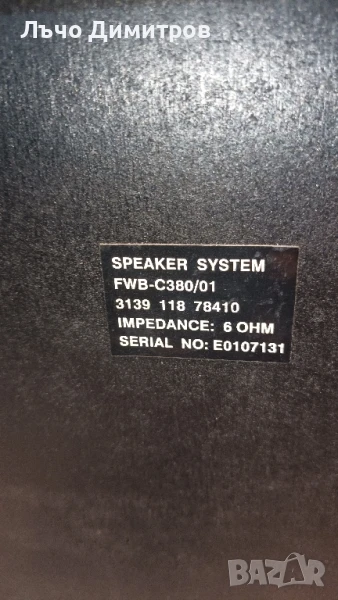 Лъчо Димитров
SPEAKER SYSTEM
FWB-C380/01
3139 118 78410
IMPEDANCE: 6 OHM
SERIAL NO: E0107131
BAZAR